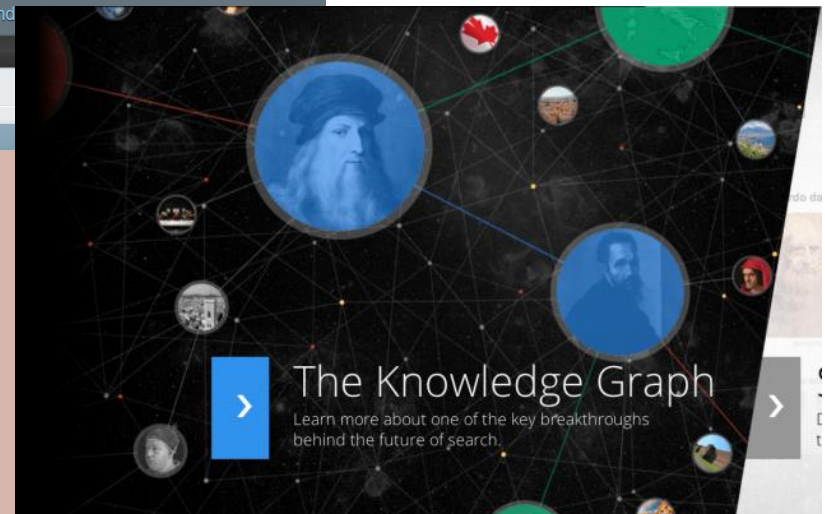 The Knowledge Graph
Learn more about one of the key breakthroughs
behind the future of search.